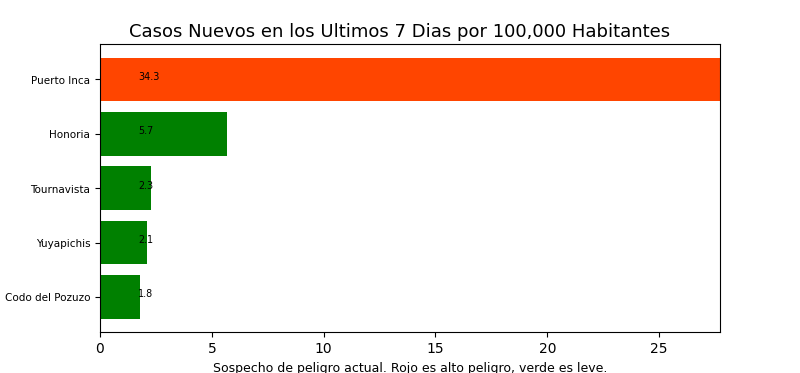 Casos Nuevos en los Ultimos 7 Dias por 100,000 Habitantes
Puerto Inca 34.3
Honoria 5.7
Tournavista 2.3
Yuyapichis 2.1
Codo del Pozuzo 1.8
0 5 10 15 20 25
Sospecho de peligro actual. Rojo es alto peligro, verde es leve.